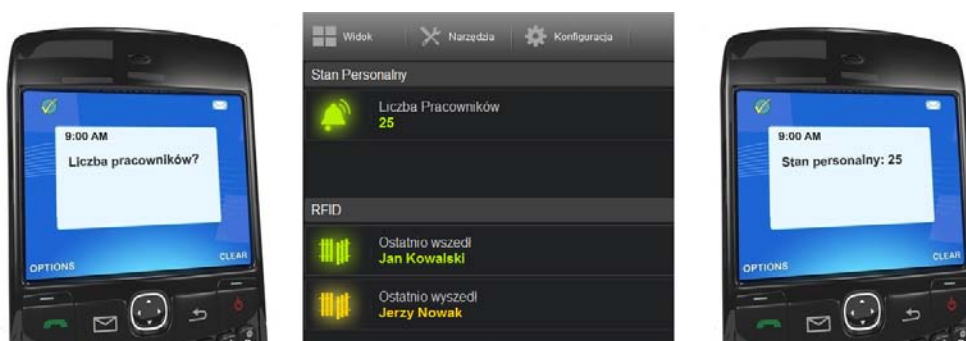 9:00 AM
Liczba pracowników?
OPTIONS
CLEAR
Widok
Narzędzia
Konfiguracja
Stan Personalny
Liczba Pracowników
25
RFID
Ostatnio wszedł
Jan Kowalski
Ostatnio wyszedł
Jerzy Nowak
9:00 AM
Stan personalny: 25
OPTIONS
CLEAR